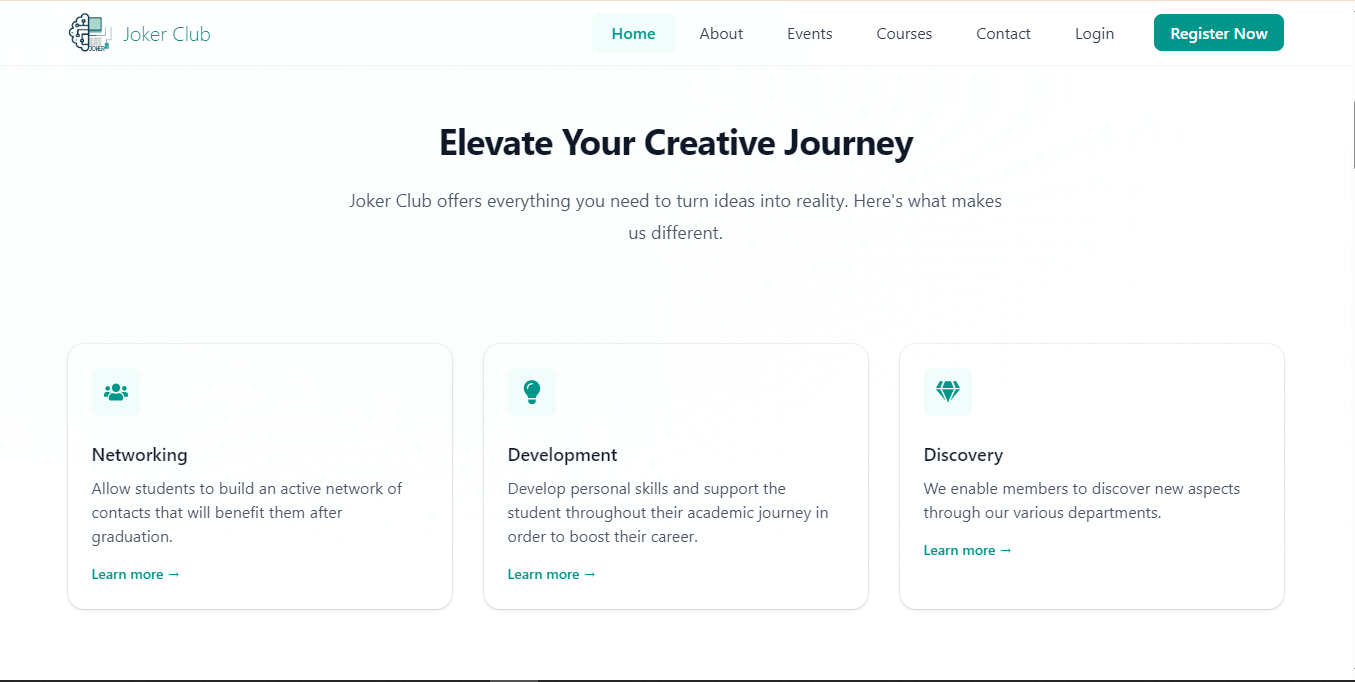 JOKER
Joker Club
Home
About
Events
Courses
Contact
Login
Register Now
Elevate Your Creative Journey
Joker Club offers everything you need to turn ideas into reality. Here's what makes
us different.
Networking
Allow students to build an active network of
contacts that will benefit them after
graduation.
Learn more →
Development
Develop personal skills and support the
student throughout their academic journey in
order to boost their career.
Learn more →
Discovery
We enable members to discover new aspects
through our various departments.
Learn more →